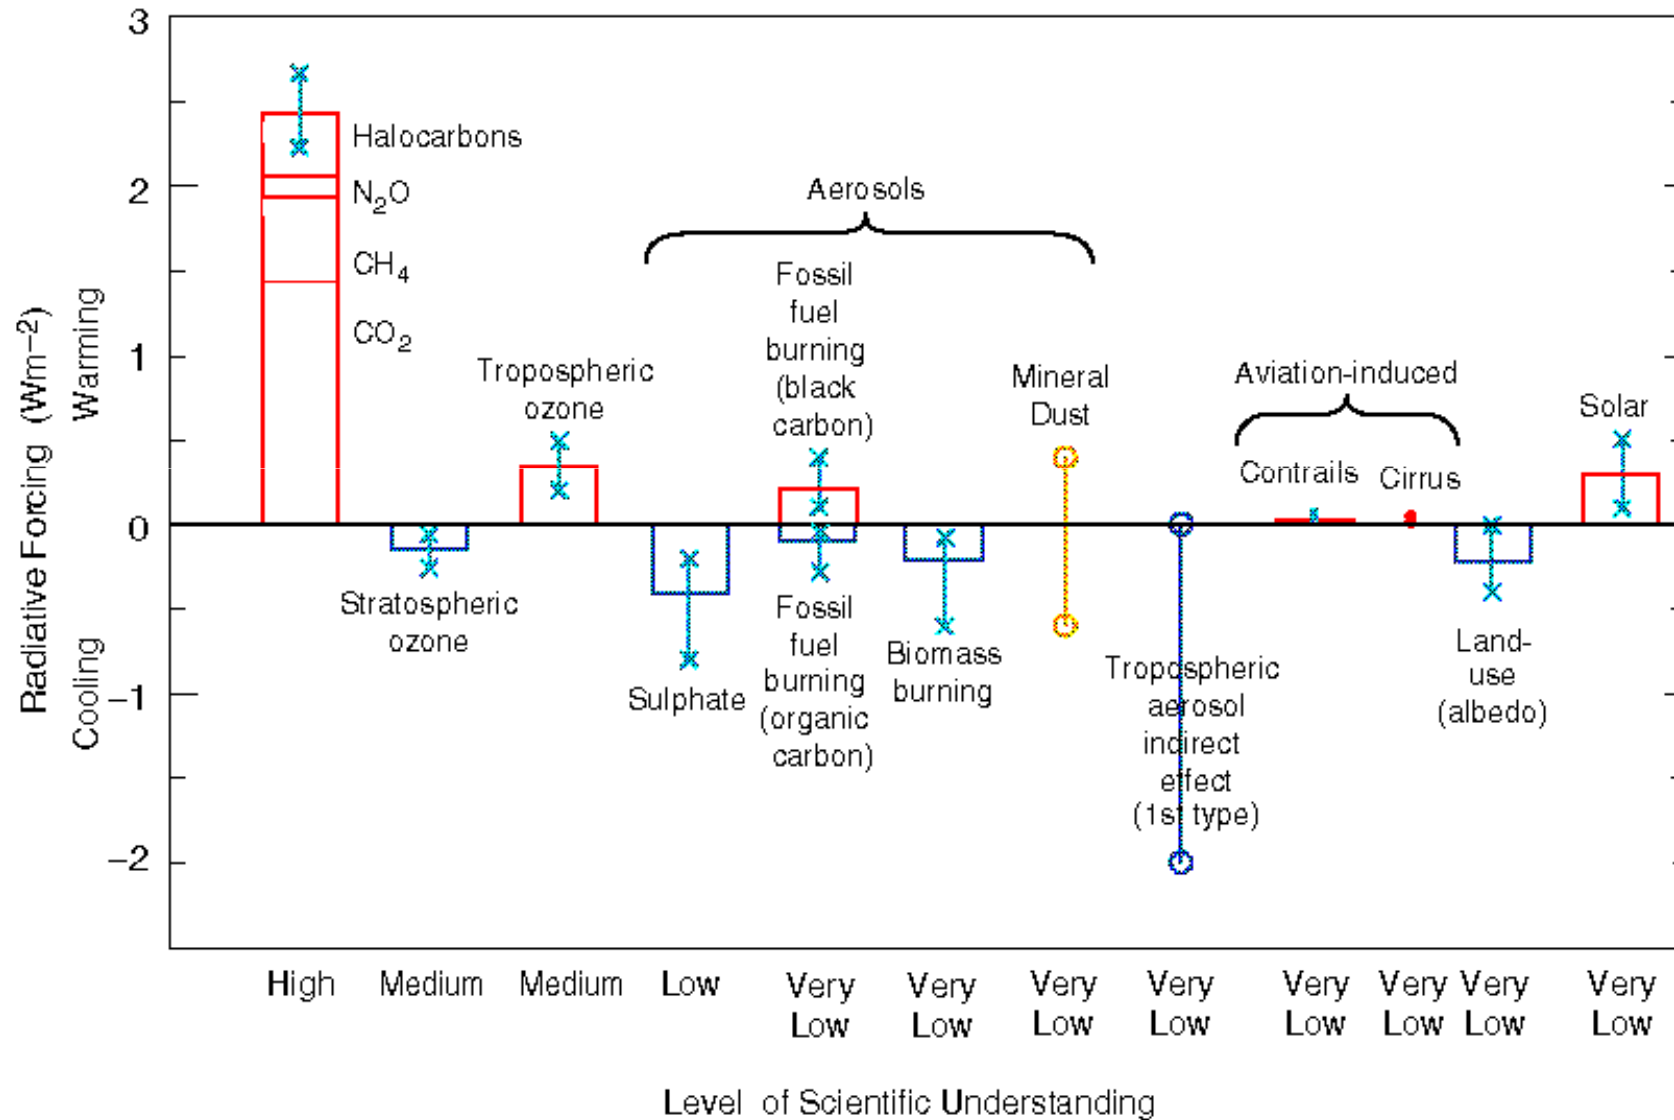 3
2
1
0
−1
−2
Radiative Forcing (Wm−2)
Warming
Cooling
Halocarbons
N₂O
CH₄
CO₂
Stratospheric
ozone
Tropospheric
ozone
Aerosols
Sulphate
Fossil
fuel
burning
(black
carbon)
Fossil
fuel
burning
(organic
carbon)
Biomass
burning
Mineral
Dust
Tropospheric
aerosol
indirect
effect
(1st type)
Aviation-induced
Contrails
Cirrus
Land-
use
(albedo)
Solar
High
Medium
Medium
Low
Very
Low
Very
Low
Very
Low
Very
Low
Very
Low
Very
Low
Very
Low
Very
Low
Level of Scientific Understanding